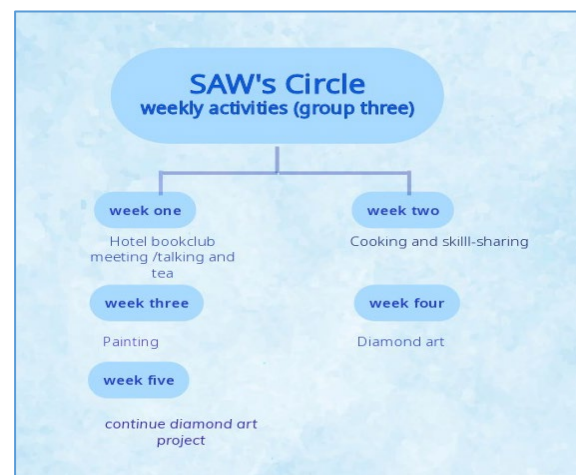 SAW's Circle
weekly activities (group three)
week one
Hotel bookclub
meeting /talking and
tea
week two
Cooking and skilll-sharing
week three
Painting
week four
Diamond art
week five
continue diamond art
project